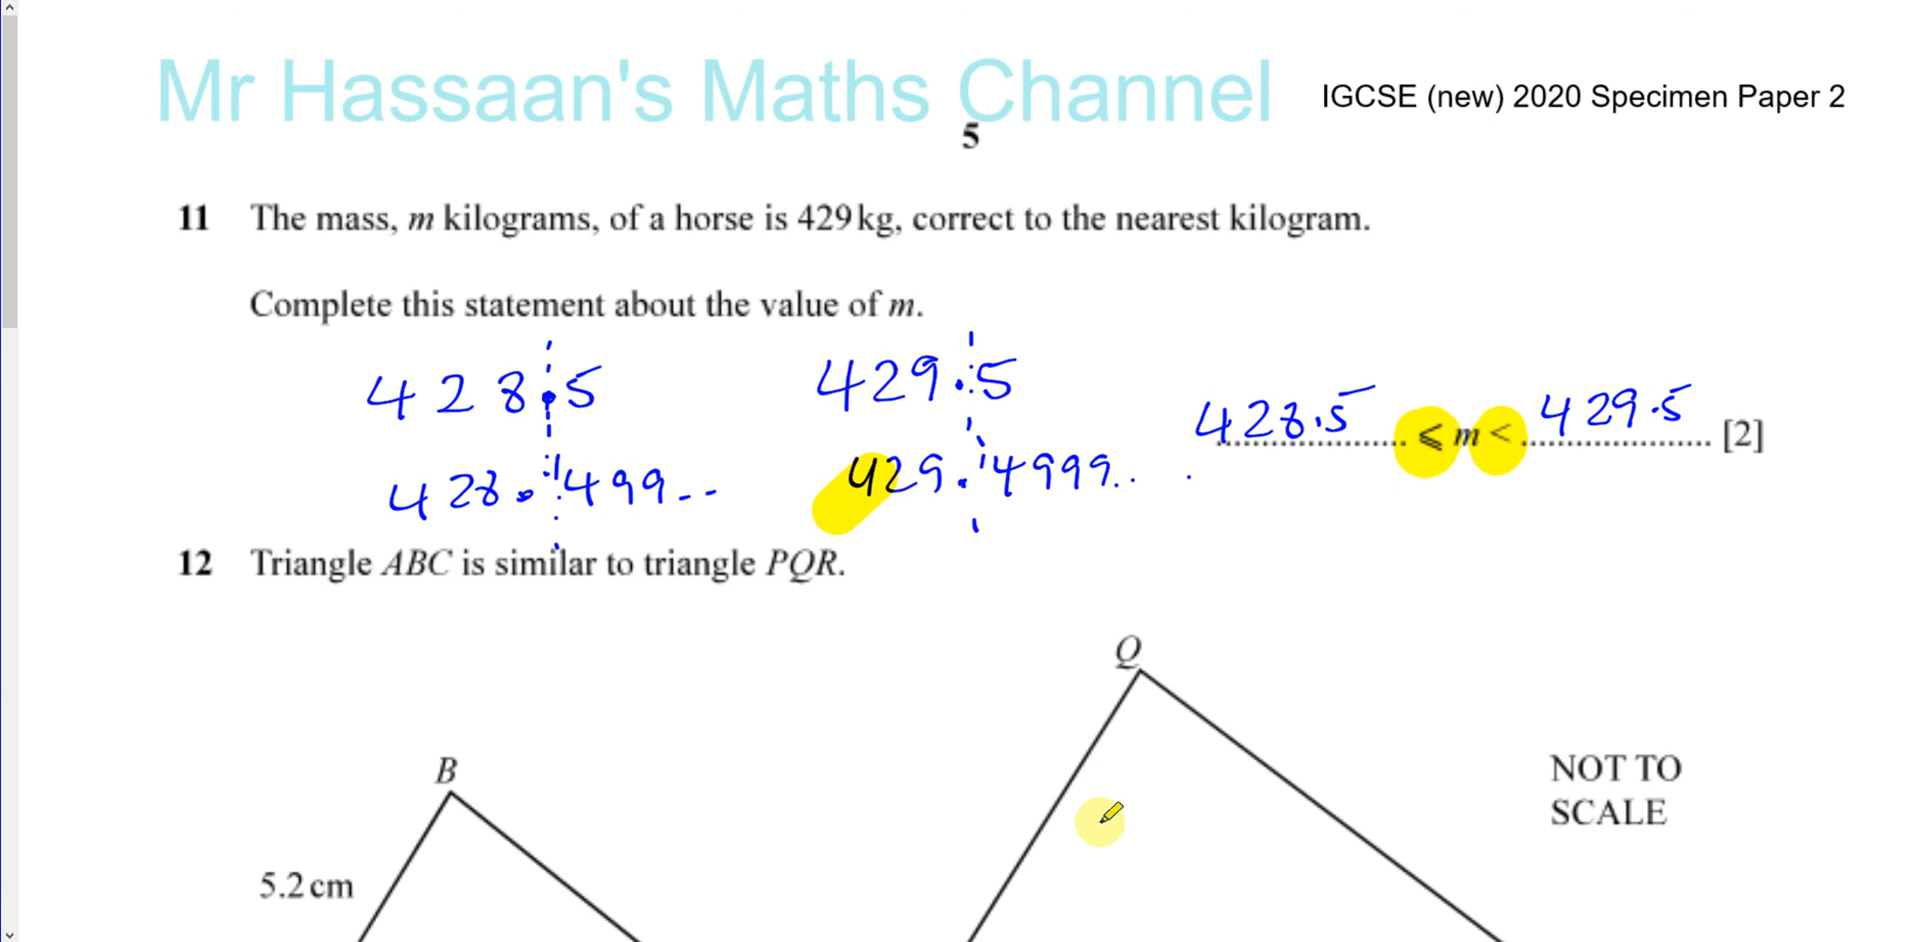 Mr Hassaan's Maths Channel
IGCSE (new) 2020 Specimen Paper 2
5
11 The mass, m kilograms, of a horse is 429 kg, correct to the nearest kilogram.
Complete this statement about the value of m.
428.5 429.5
428.5 ⩽ m < 429.5 [2]
428.499.. 429.4999..
12 Triangle ABC is similar to triangle PQR.
Q
B
NOT TO
SCALE
5.2 cm